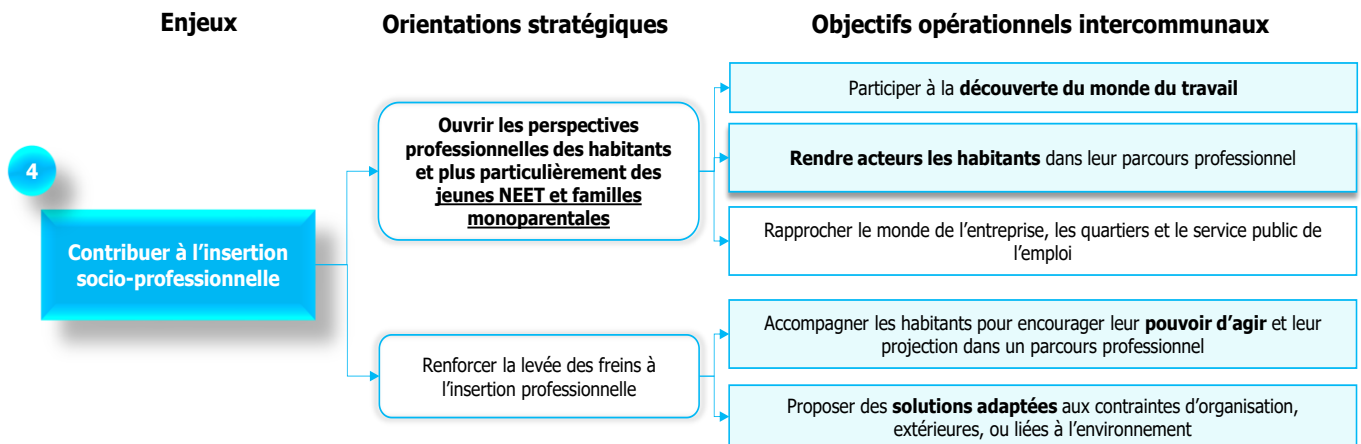 Enjeux
Orientations stratégiques
Objectifs opérationnels intercommunaux
4
Contribuer à l’insertion
socio-professionnelle
Ouvrir les perspectives
professionnelles des habitants
et plus particulièrement des
jeunes NEET et familles
monoparentales
Participer à la découverte du monde du travail
Rendre acteurs les habitants dans leur parcours professionnel
Rapprocher le monde de l’entreprise, les quartiers et le service public de
l’emploi
Renforcer la levée des freins à
l’insertion professionnelle
Accompagner les habitants pour encourager leur pouvoir d’agir et leur
projection dans un parcours professionnel
Proposer des solutions adaptées aux contraintes d’organisation,
extérieures, ou liées à l’environnement